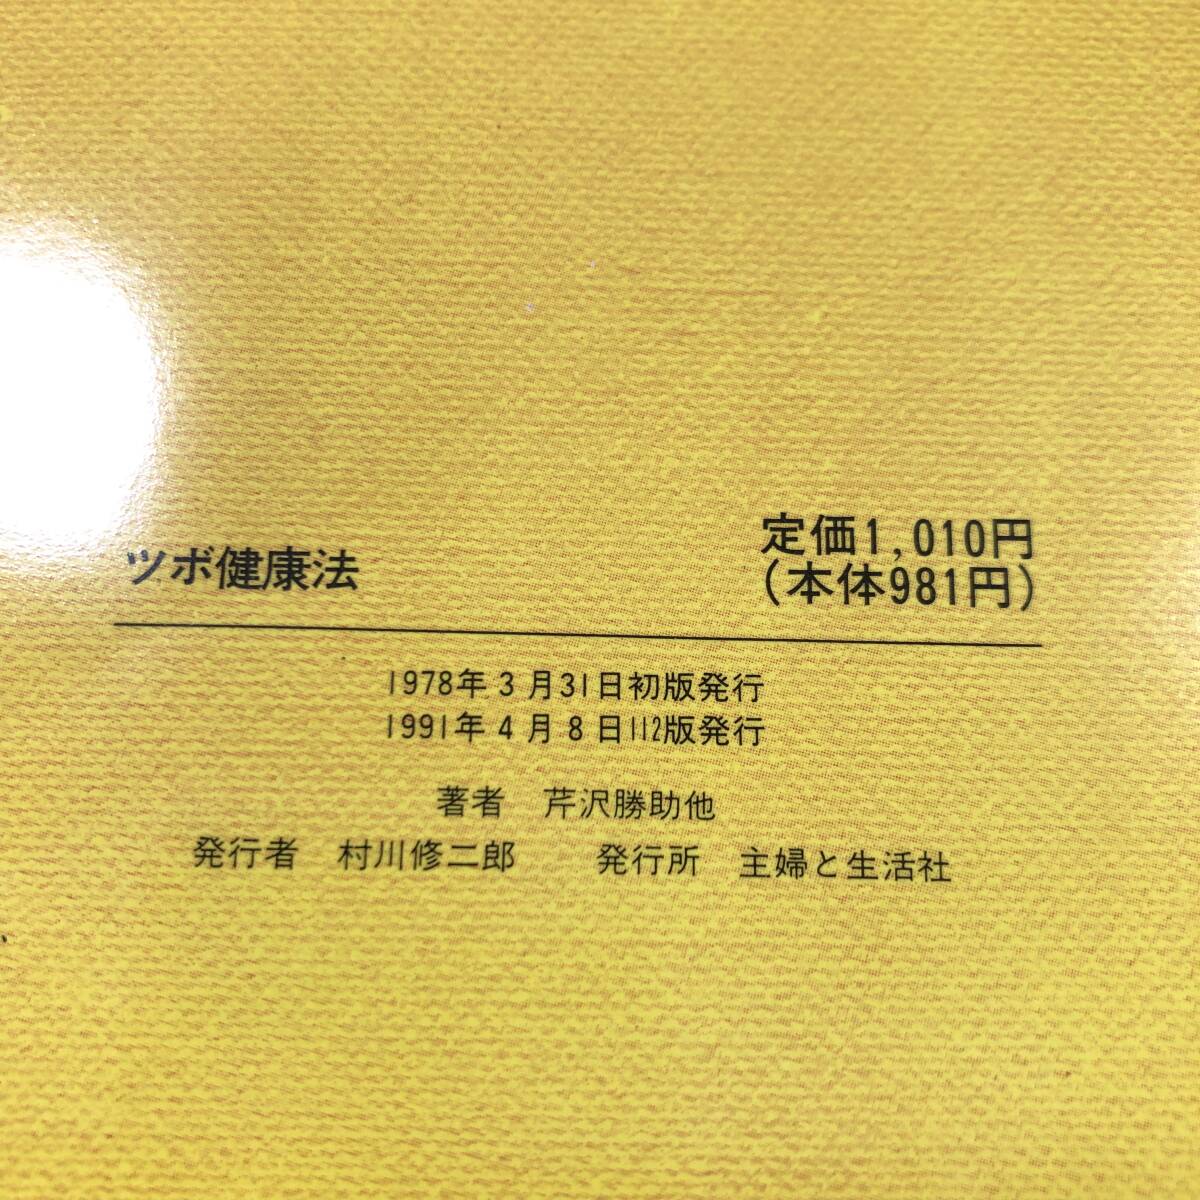 ツボ健康法
定価1,010円
(本体981円)
1978年3月31日初版発行
1991年4月8日112版発行
著者 芹沢勝助他
発行者 村川修二郎 発行所 主婦と生活社